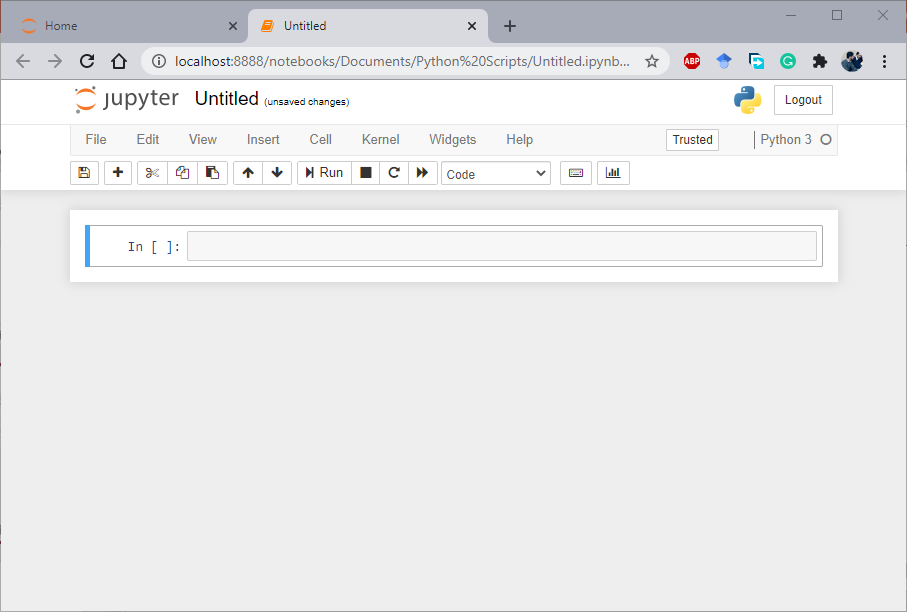 Home
Untitled
localhost:8888/notebooks/Documents/Python%20Scripts/Untitled.ipynb...
ABP
G
jupyter Untitled (unsaved changes)
Logout
File Edit View Insert Cell Kernel Widgets Help
Trusted
Python 3
Run
Code
In [ ]: